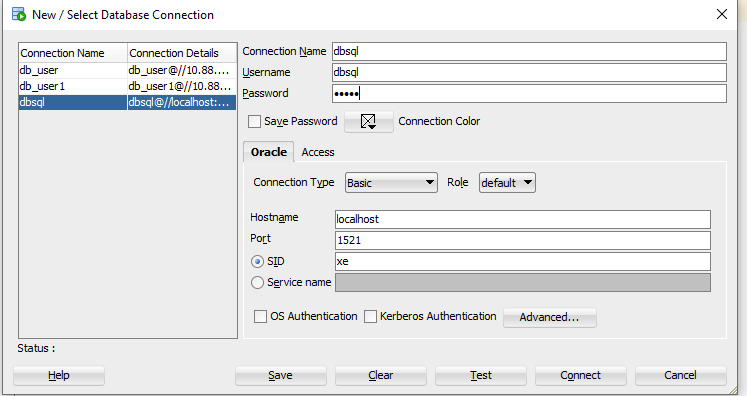 New / Select Database Connection
Connection Name Connection Details
db_user db_user@//10.88....
db_user1 db_user1@//10.88...
dbsql dbsql@//localhost:...
Connection Name dbsql
Username dbsql
Password •••••
Save Password Connection Color
Oracle Access
Connection Type Basic Role default
Hostname localhost
Port 1521
SID xe
Service name
OS Authentication Kerberos Authentication Advanced...
Status :
Help Save Clear Test Connect Cancel